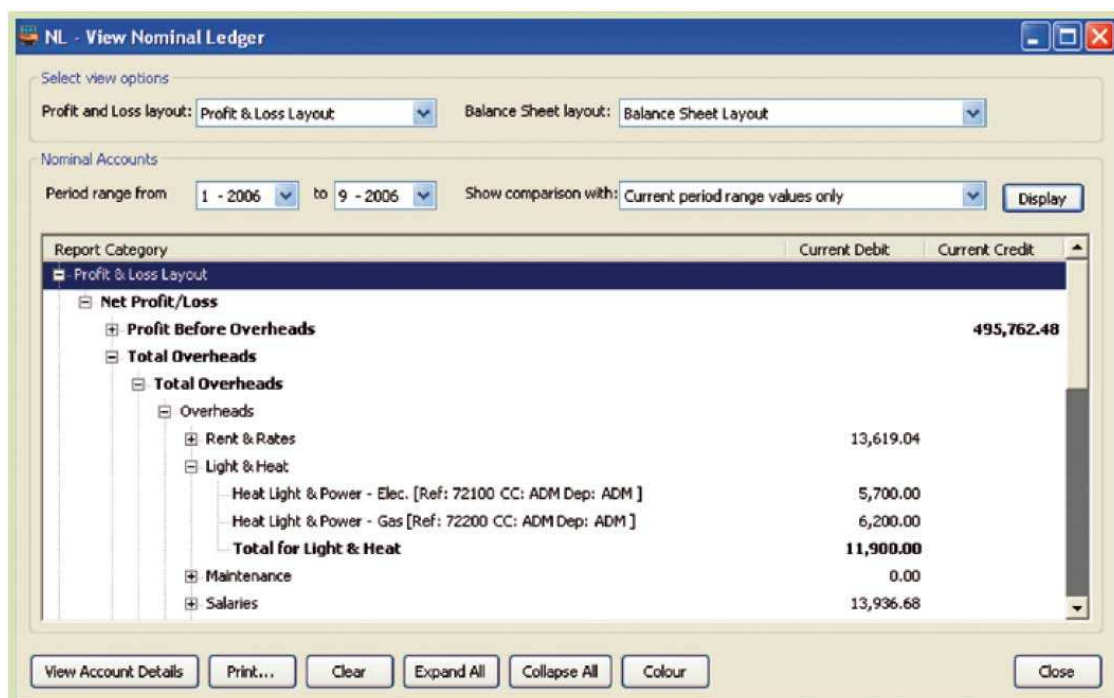 NL - View Nominal Ledger
Select view options
Profit and Loss layout: Profit & Loss Layout Balance Sheet layout: Balance Sheet Layout
Nominal Accounts
Period range from 1 - 2006 to 9 - 2006 Show comparison with: Current period range values only Display
Report Category Current Debit Current Credit
Profit & Loss Layout
Net Profit/Loss
Profit Before Overheads 495,762.48
Total Overheads
Total Overheads
Overheads
Rent & Rates 13,619.04
Light & Heat
Heat Light & Power - Elec. [Ref: 72100 CC: ADM Dep: ADM ] 5,700.00
Heat Light & Power - Gas [Ref: 72200 CC: ADM Dep: ADM ] 6,200.00
Total for Light & Heat 11,900.00
Maintenance 0.00
Salaries 13,936.68
View Account Details Print... Clear Expand All Collapse All Colour Close